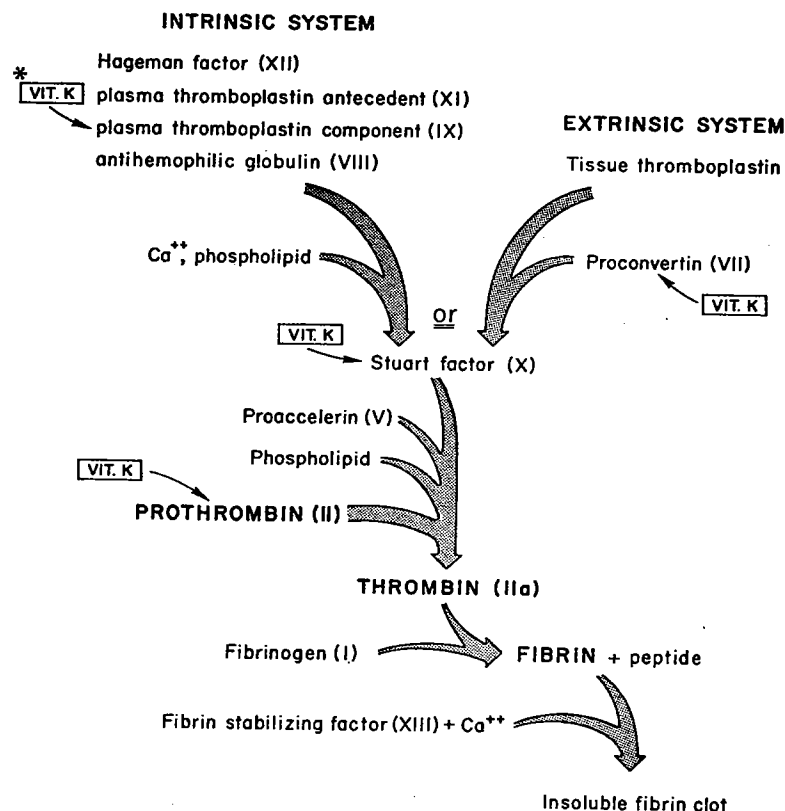 INTRINSIC SYSTEM
Hageman factor (XII)
*
VIT. K plasma thromboplastin antecedent (XI)
plasma thromboplastin component (IX)
antihemophilic globulin (VIII)
EXTRINSIC SYSTEM
Tissue thromboplastin
Ca++, phospholipid
Proconvertin (VII)
VIT. K
or
VIT. K
Stuart factor (X)
Proaccelerin (V)
Phospholipid
VIT. K
PROTHROMBIN (II)
THROMBIN (IIa)
Fibrinogen (I)
FIBRIN + peptide
Fibrin stabilizing factor (XIII) + Ca++
Insoluble fibrin clot